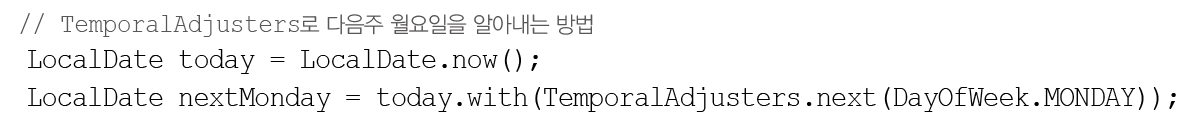 // TemporalAdjusters로 다음주 월요일을 알아내는 방법
LocalDate today = LocalDate.now();
LocalDate nextMonday = today.with(TemporalAdjusters.next(DayOfWeek.MONDAY));